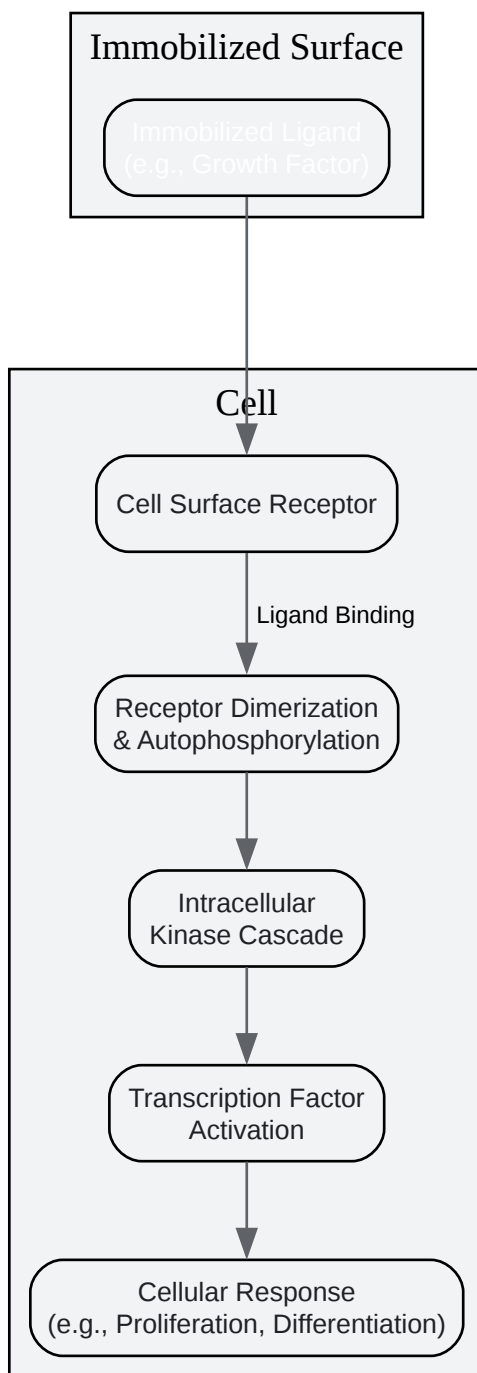 Immobilized Surface
Immobilized Ligand
(e.g., Growth Factor)
Cell
Cell Surface Receptor
Ligand Binding
Receptor Dimerization
& Autophosphorylation
Intracellular
Kinase Cascade
Transcription Factor
Activation
Cellular Response
(e.g., Proliferation, Differentiation)